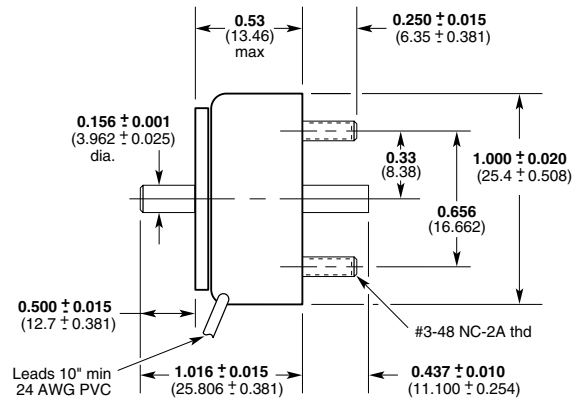 0.53
(13.46)
max
0.250 ± 0.015
(6.35 ± 0.381)
0.156 ± 0.001
(3.962 ± 0.025)
dia.
0.33
(8.38)
1.000 ± 0.020
(25.4 ± 0.508)
0.656
(16.662)
0.500 ± 0.015
(12.7 ± 0.381)
#3-48 NC-2A thd
Leads 10" min
24 AWG PVC
1.016 ± 0.015
(25.806 ± 0.381)
0.437 ± 0.010
(11.100 ± 0.254)